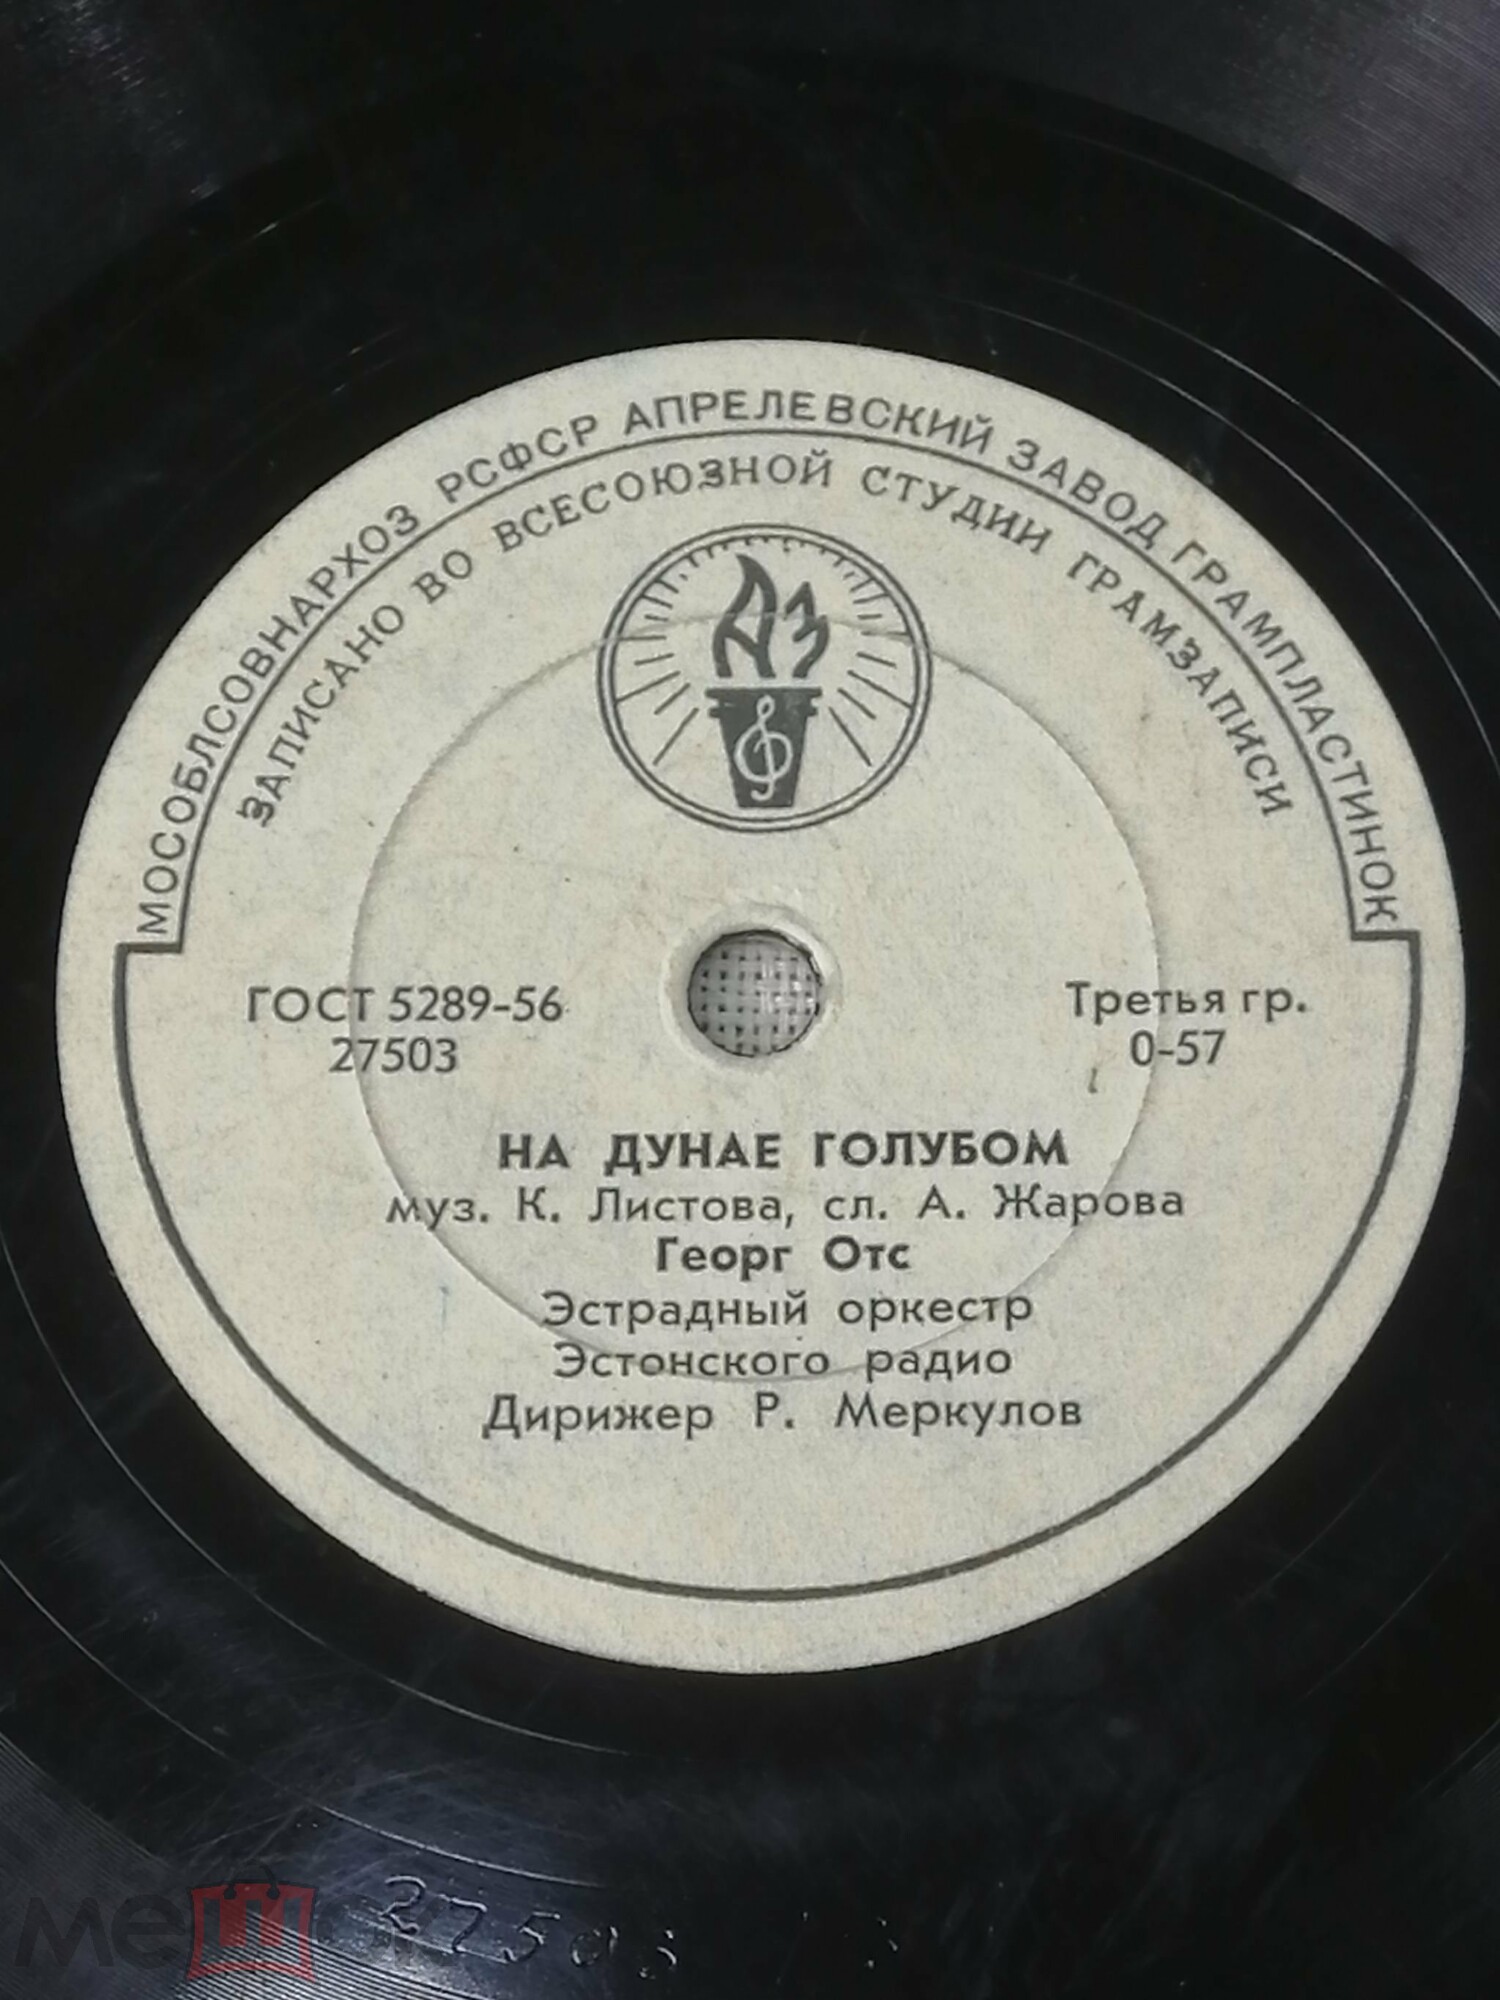 МОСОБЛСОВНАРХОЗ РСФСР АПРЕЛЕВСКИЙ ЗАВОД ГРАМПЛАСТИНОК
ЗАПИСАНО ВО ВСЕСОЮЗНОЙ СТУДИИ ГРАМЗАПИСИ
АЗ
ГОСТ 5289-56
27503
Третья гр.
0-57
НА ДУНАЕ ГОЛУБОМ
муз. К. Листова, сл. А. Жарова
Георг Отс
Эстрадный оркестр
Эстонского радио
Дирижер Р. Меркулов
27503